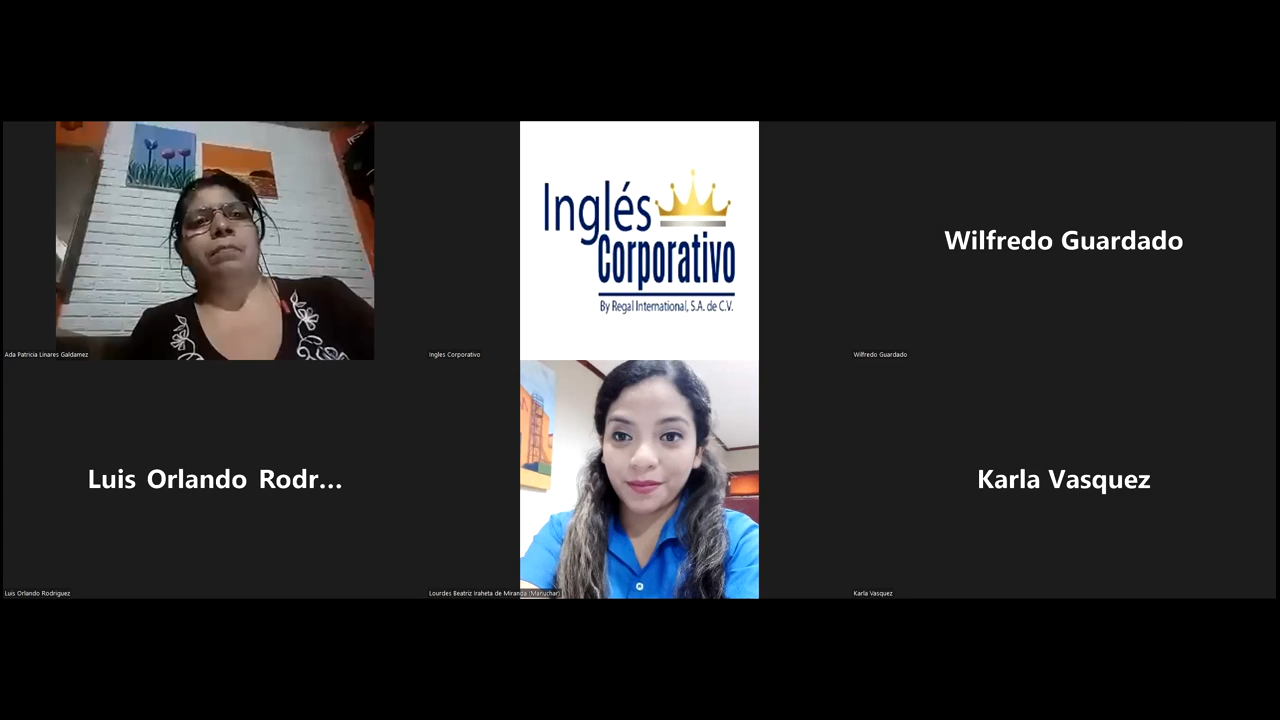 Inglés
Corporativo
By Regal International, S.A. de C.V.
Wilfredo Guardado
Ada Patricia Linares Galdamez
Ingles Corporativo
Wilfredo Guardado
Luis Orlando Rodr...
Karla Vasquez
Luis Orlando Rodriguez
Lourdes Beatriz Iraheta de Miranda (Maruchar)
Karla Vasquez